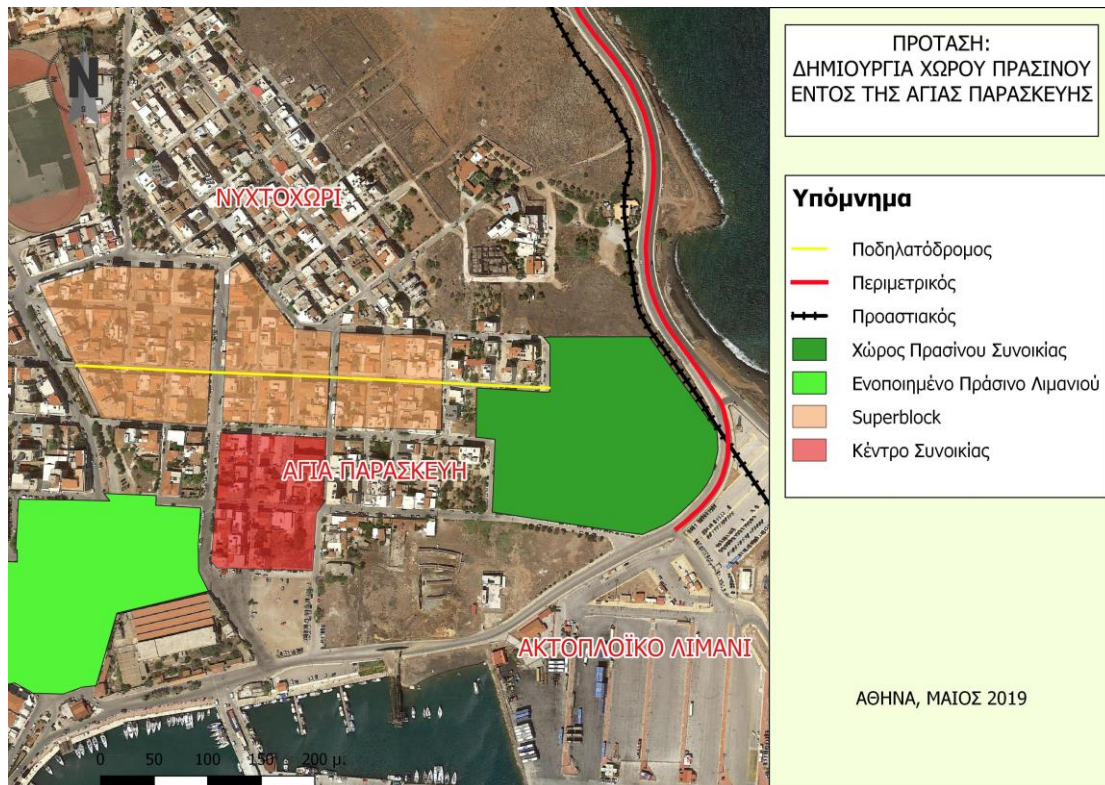 ΠΡΟΤΑΣΗ:
ΔΗΜΙΟΥΡΓΙΑ ΧΩΡΟΥ ΠΡΑΣΙΝΟΥ
ΕΝΤΟΣ ΤΗΣ ΑΓΙΑΣ ΠΑΡΑΣΚΕΥΗΣ
Υπόμνημα
Ποδηλατόδρομος
Περιμετρικός
Προαστιακός
Χώρος Πρασίνου Συνοικίας
Ενοποιημένο Πράσινο Λιμανιού
Superblock
Κέντρο Συνοικίας
ΑΘΗΝΑ, ΜΑΙΟΣ 2019
N
ΝΥΧΤΟΧΩΡΙ
ΑΓΙΑ ΠΑΡΑΣΚΕΥΗ
ΑΚΤΟΠΛΟΪΚΟ ΛΙΜΑΝΙ
0 50 100 150 200 μ.